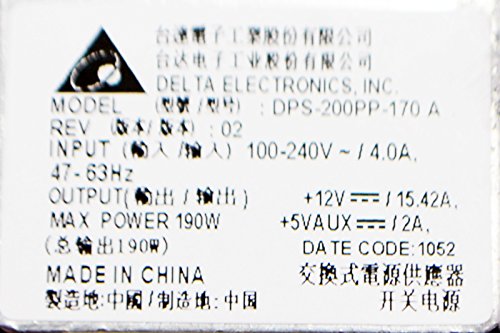 台達電子工業股份有限公司
台达电子工业股份有限公司
DELTA ELECTRONICS, INC.
MODEL (型號/型号) : DPS-200PP-170 A
REV (版本/版本) : 02
INPUT (輸入/输入) 100-240V ~ / 4.0A,
47-63Hz
OUTPUT(輸出/输出) +12V⎓/15.42A,
MAX POWER 190W +5VAUX⎓/2A,
(总输出190W) DATE CODE:1052
MADE IN CHINA 交換式電源供應器
製造地:中國/制造地:中国 开关电源